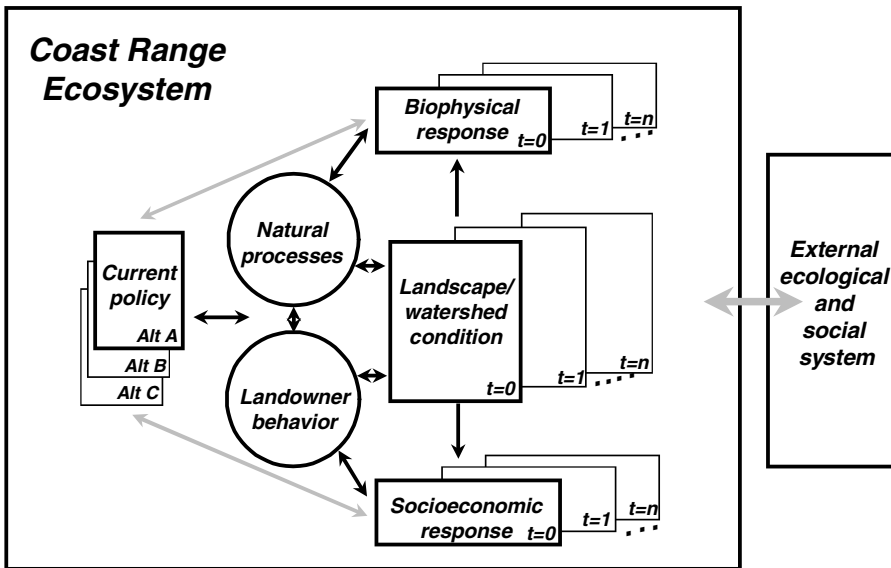 Coast Range
Ecosystem
Biophysical
response
t=0
t=1
t=n
Natural
processes
Current
policy
Alt A
Alt B
Alt C
Landscape/
watershed
condition
t=0
t=1
t=n
Landowner
behavior
Socioeconomic
response
t=0
t=1
t=n
External
ecological
and
social
system